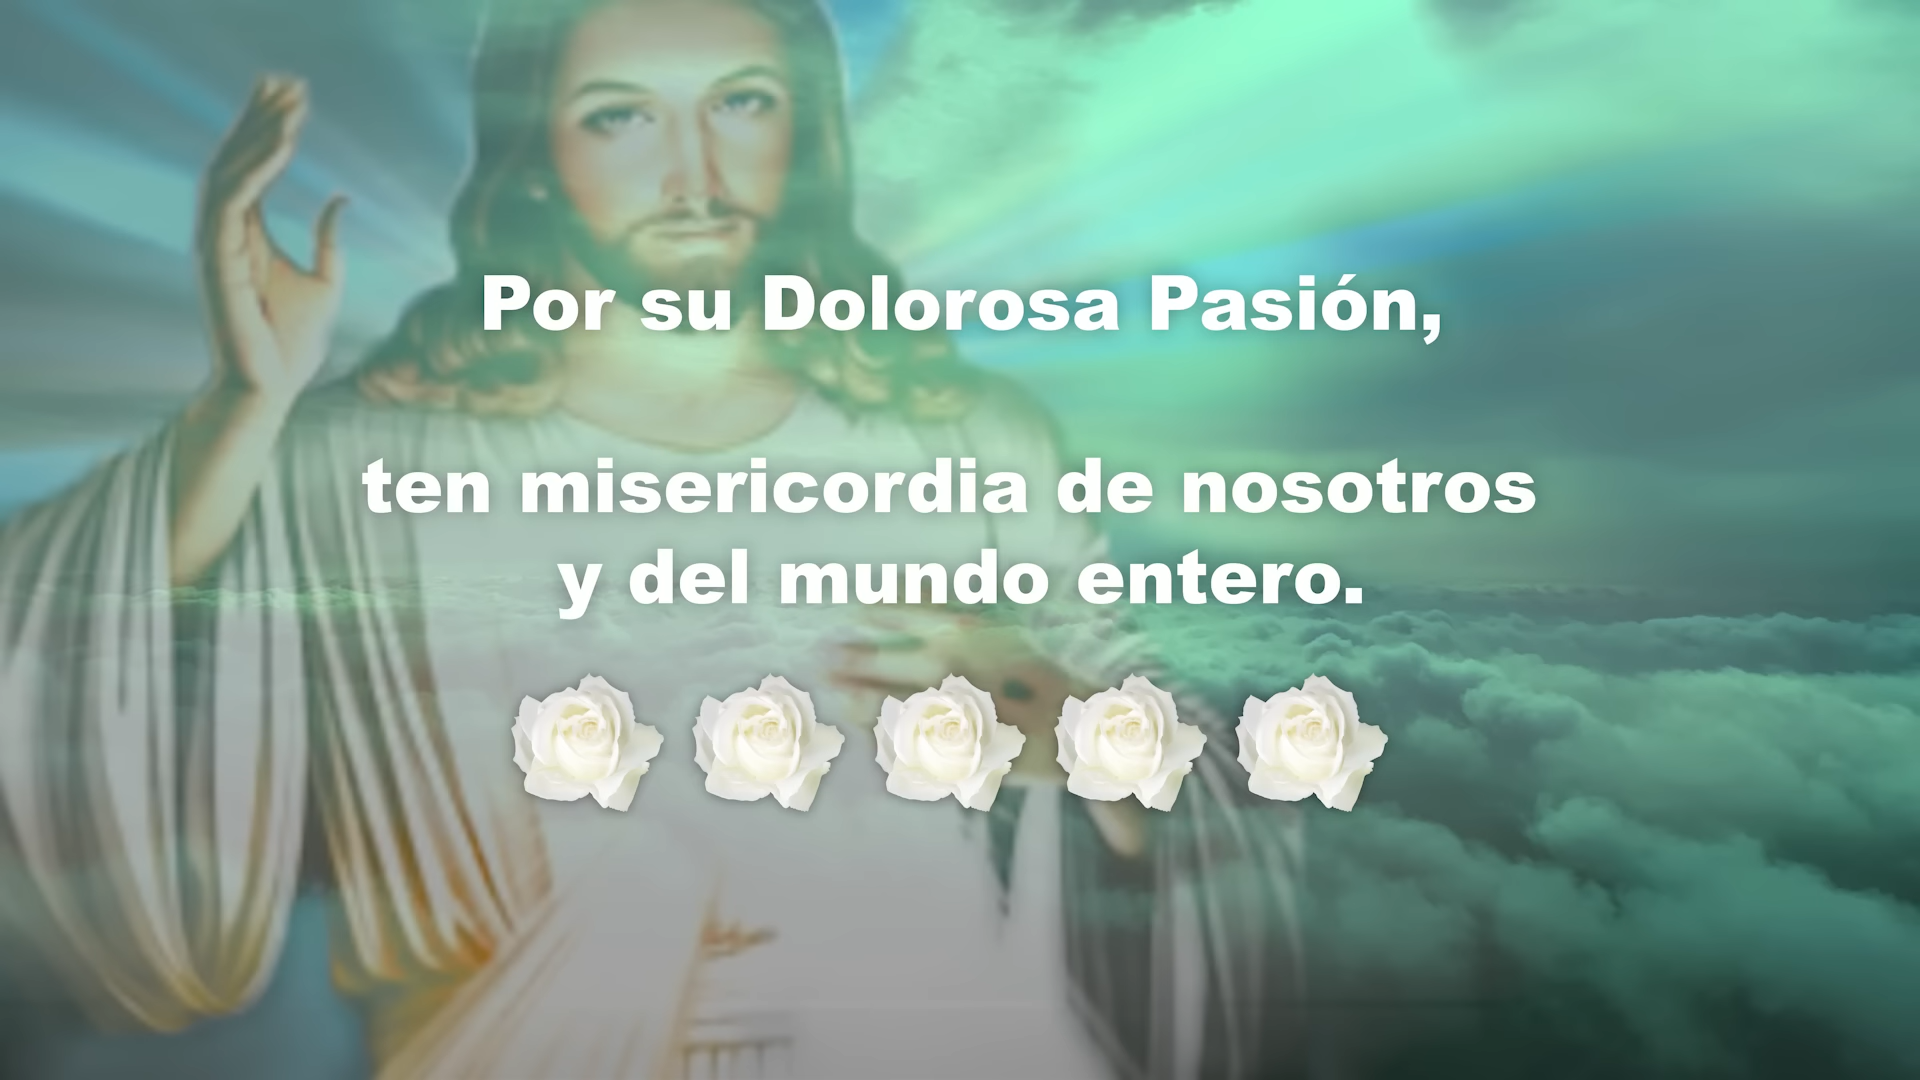 Por su Dolorosa Pasión,
ten misericordia de nosotros
y del mundo entero.